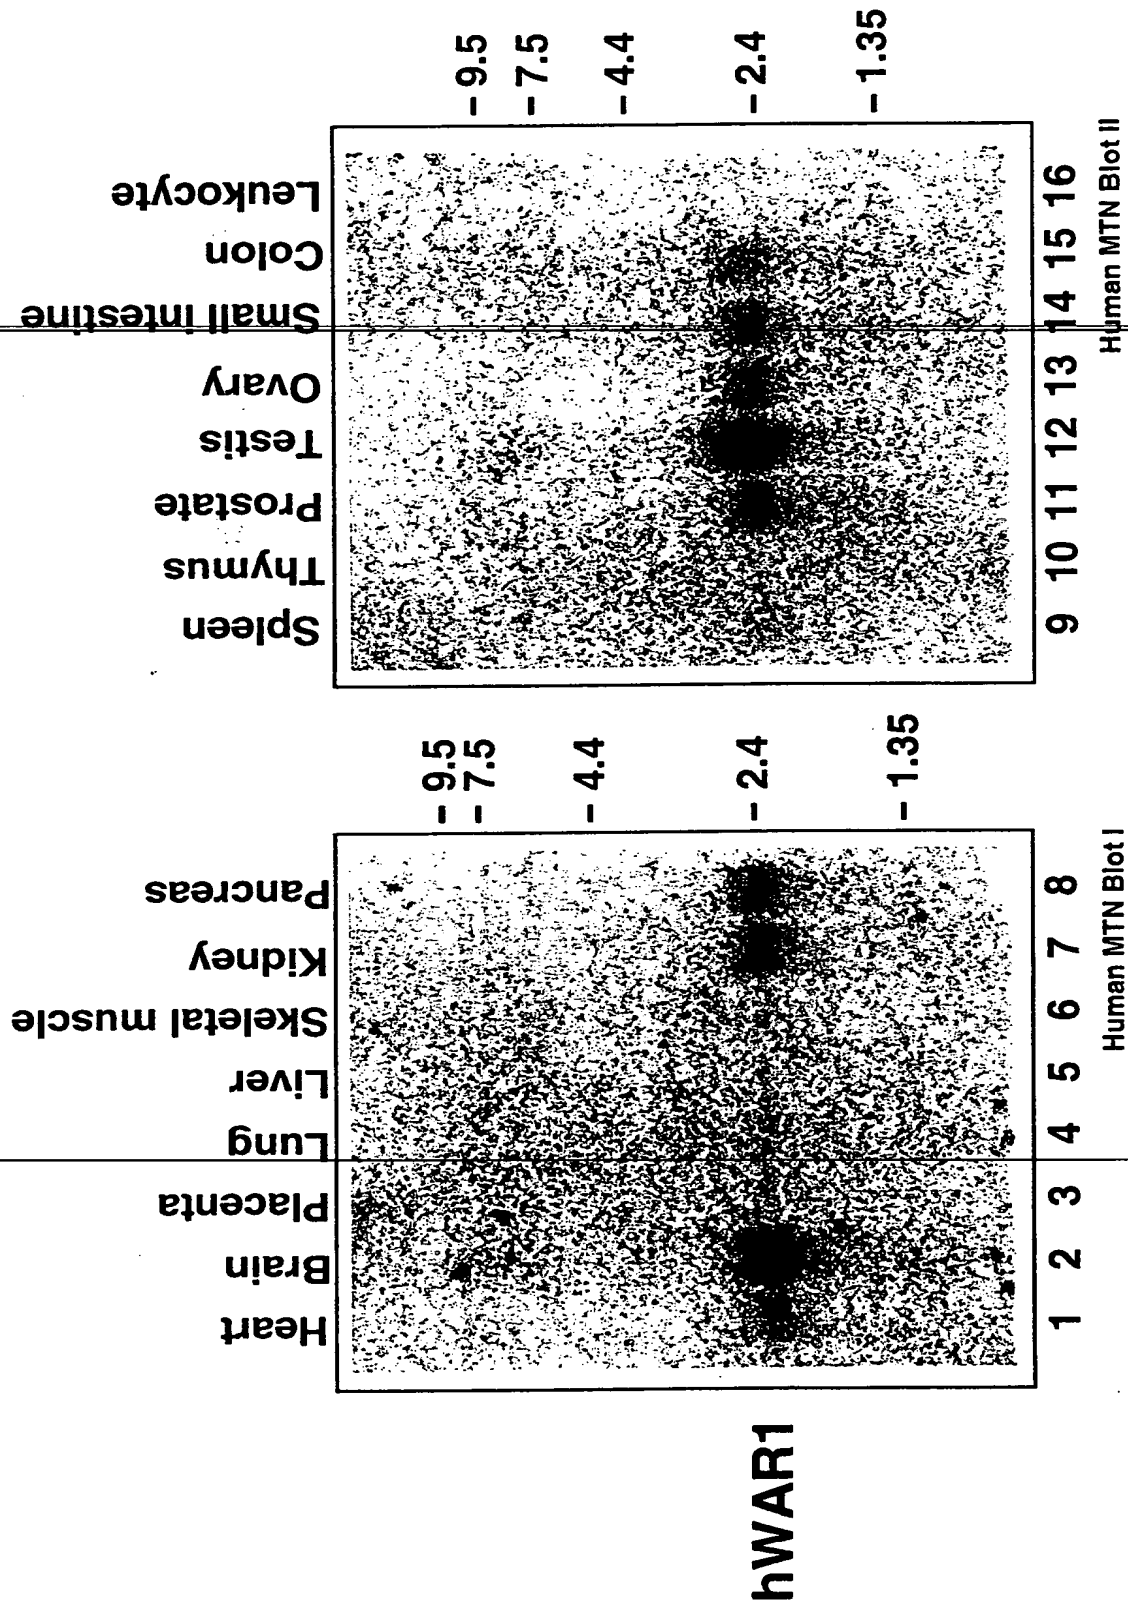 hWAR1
Heart
Brain
Placenta
Lung
Liver
Skeletal muscle
Kidney
Pancreas
- 9.5
- 7.5
- 4.4
- 2.4
- 1.35
1 2 3 4 5 6 7 8
Human MTN Blot I
Spleen
Thymus
Prostate
Testis
Ovary
Small intestine
Colon
Leukocyte
- 9.5
- 7.5
- 4.4
- 2.4
- 1.35
9 10 11 12 13 14 15 16
Human MTN Blot II